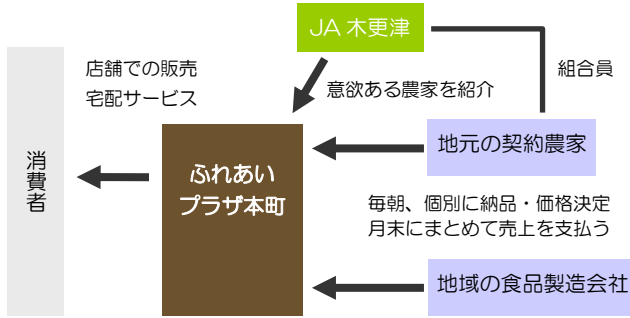 JA 木更津
店舗での販売
宅配サービス
組合員
意欲ある農家を紹介
消費者
ふれあい
プラザ本町
地元の契約農家
毎朝、個別に納品・価格決定
月末にまとめて売上を支払う
地域の食品製造会社